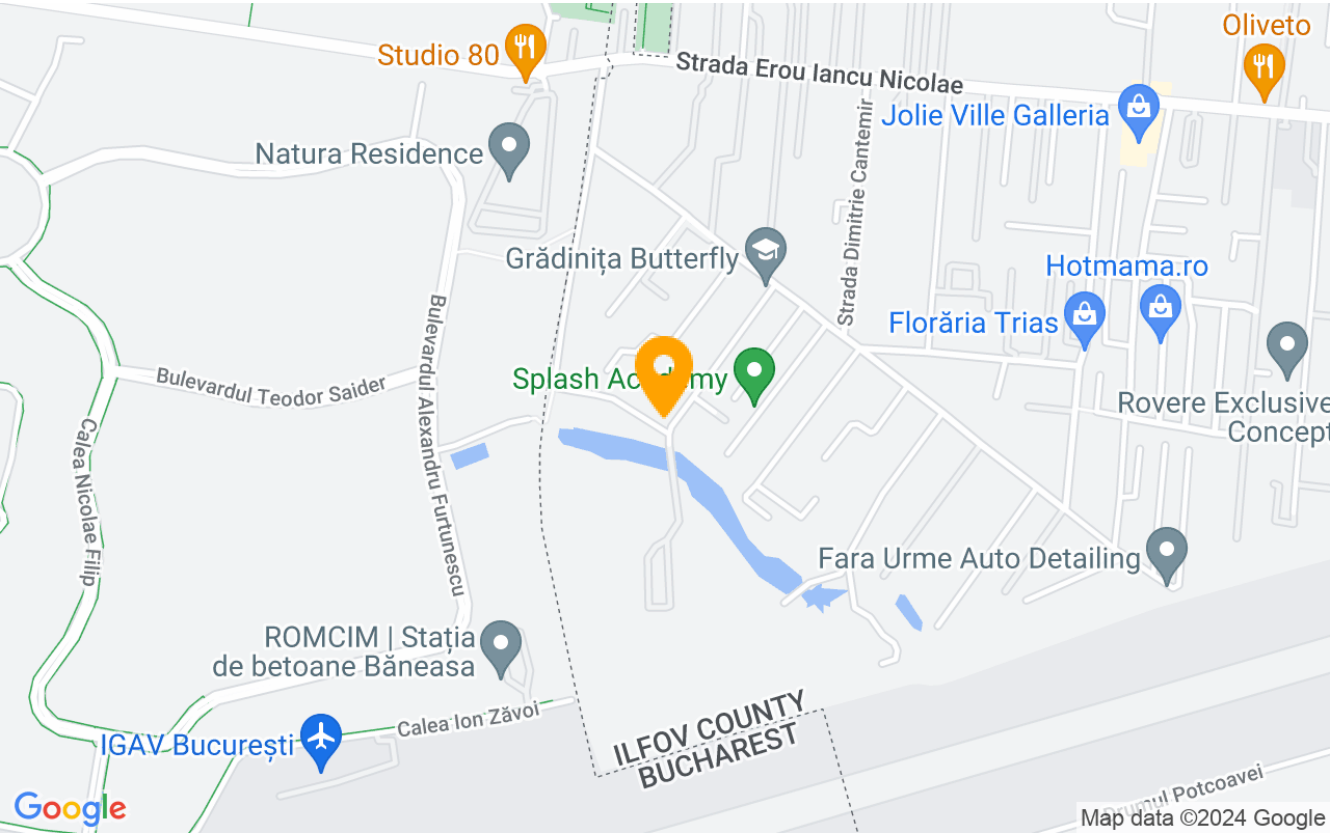 Oliveto
Studio 80
Strada Erou Iancu Nicolae
Jolie Ville Galleria
Natura Residence
Strada Dimitrie Cantemir
Grădinița Butterfly
Hotmama.ro
Florăria Trias
Bulevardul Teodor Saider
Bulevardul Alexandru Furtunescu
Splash Academy
Rovere Exclusive
Concept
Calea Nicolae Filip
Fara Urme Auto Detailing
ROMCIM | Stația
de betoane Băneasa
Calea Ion Zăvoi
IGAV București
ILFOV COUNTY
BUCHAREST
Drumul Potcoavei
Google
Map data ©2024 Google